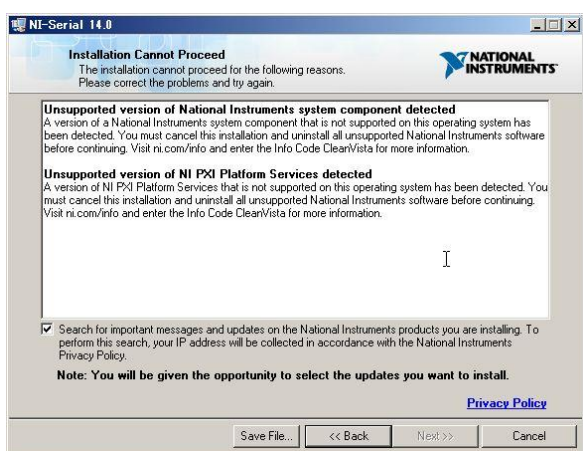 NI-Serial 14.0
Installation Cannot Proceed
The installation cannot proceed for the following reasons.
Please correct the problems and try again.
NATIONAL
INSTRUMENTS
Unsupported version of National Instruments system component detected
A version of a National Instruments system component that is not supported on this operating system has
been detected. You must cancel this installation and uninstall all unsupported National Instruments software
before continuing. Visit ni.com/info and enter the Info Code CleanVista for more information.
Unsupported version of NI PXI Platform Services detected
A version of NI PXI Platform Services that is not supported on this operating system has been detected. You
must cancel this installation and uninstall all unsupported National Instruments software before continuing.
Visit ni.com/info and enter the Info Code CleanVista for more information.
Search for important messages and updates on the National Instruments products you are installing. To
perform this search, your IP address will be collected in accordance with the National Instruments
Privacy Policy.
Note: You will be given the opportunity to select the updates you want to install.
Privacy Policy
Save File... << Back Next >> Cancel